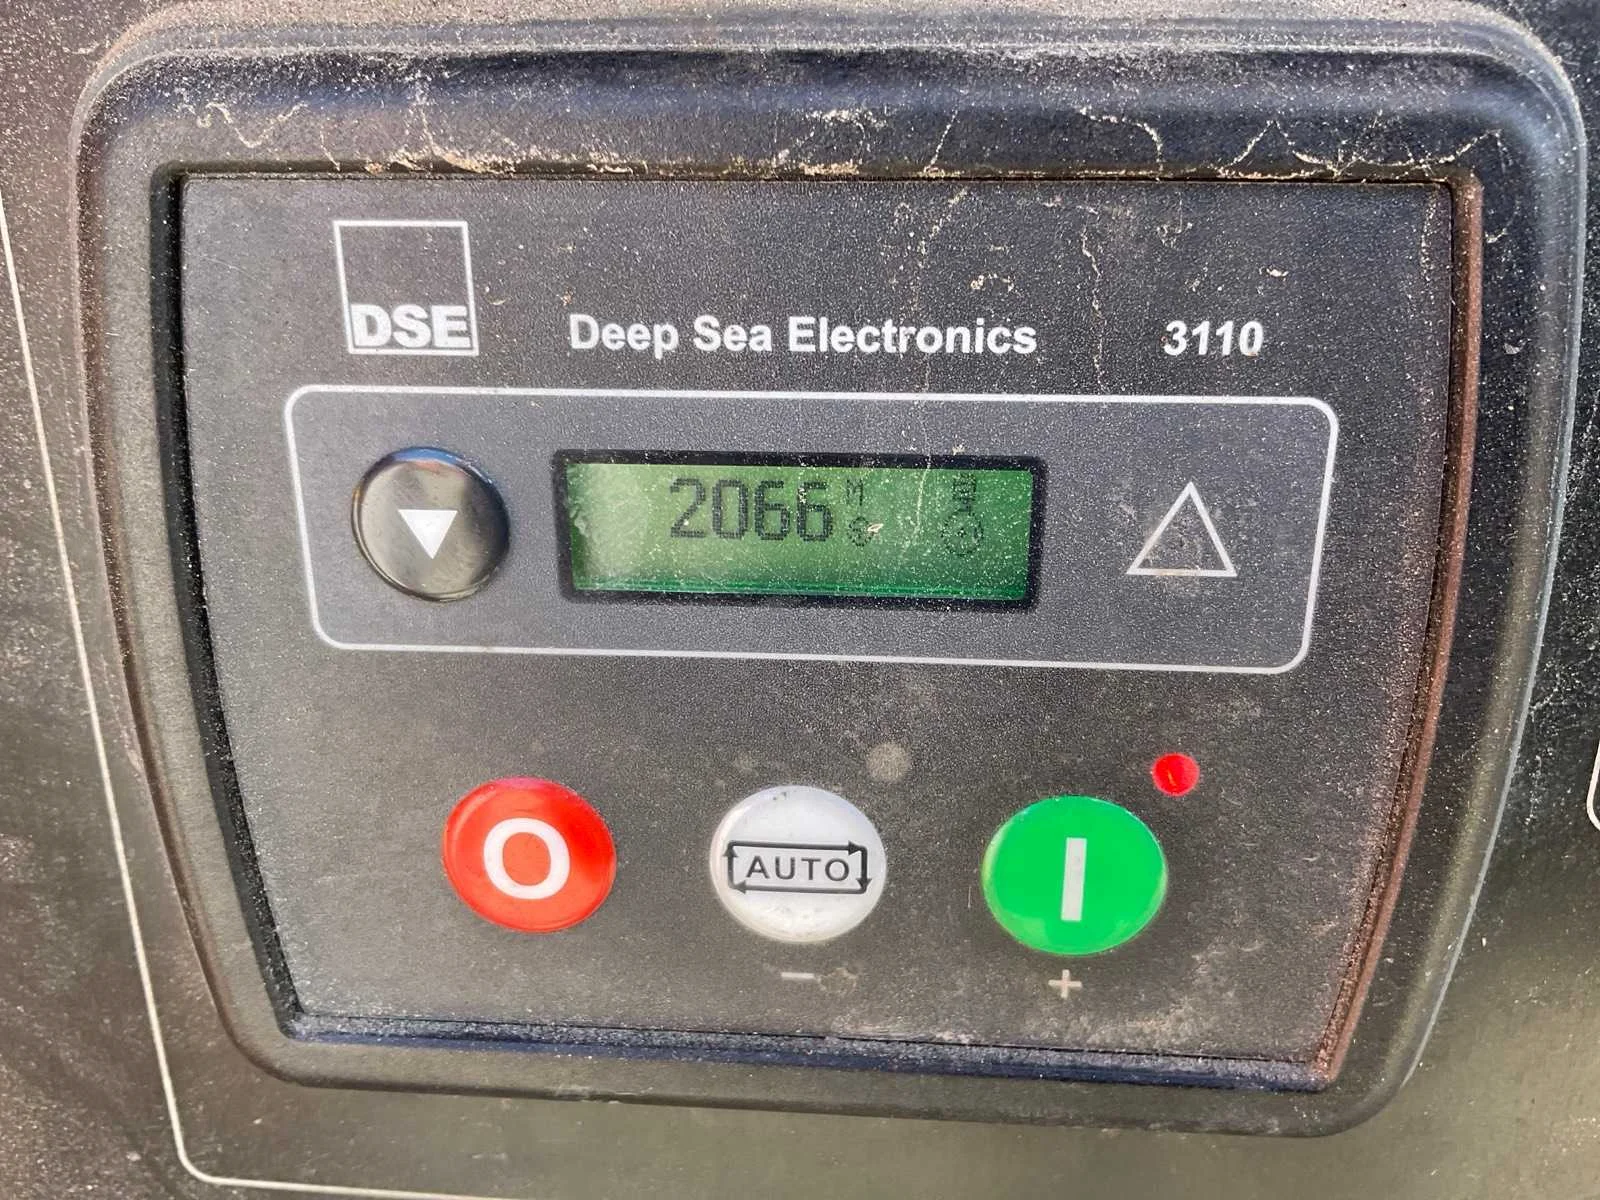 DSE
Deep Sea Electronics 3110
2066
O AUTO I
− +